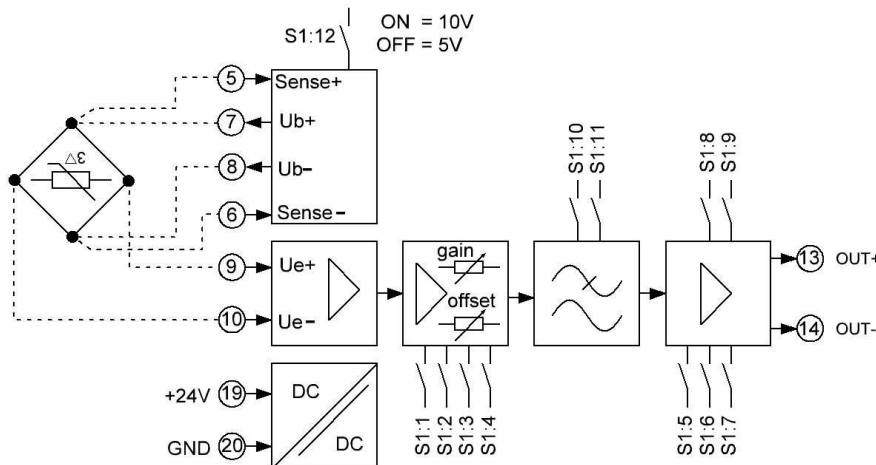 S1:12
ON = 10V
OFF = 5V
5
Sense+
7
Ub+
8
Ub-
6
Sense-
Δε
S1:10
S1:11
S1:8
S1:9
9
Ue+
10
Ue-
gain
offset
13
OUT+
14
OUT-
+24V
19
GND
20
DC
DC
S1:1
S1:2
S1:3
S1:4
S1:5
S1:6
S1:7